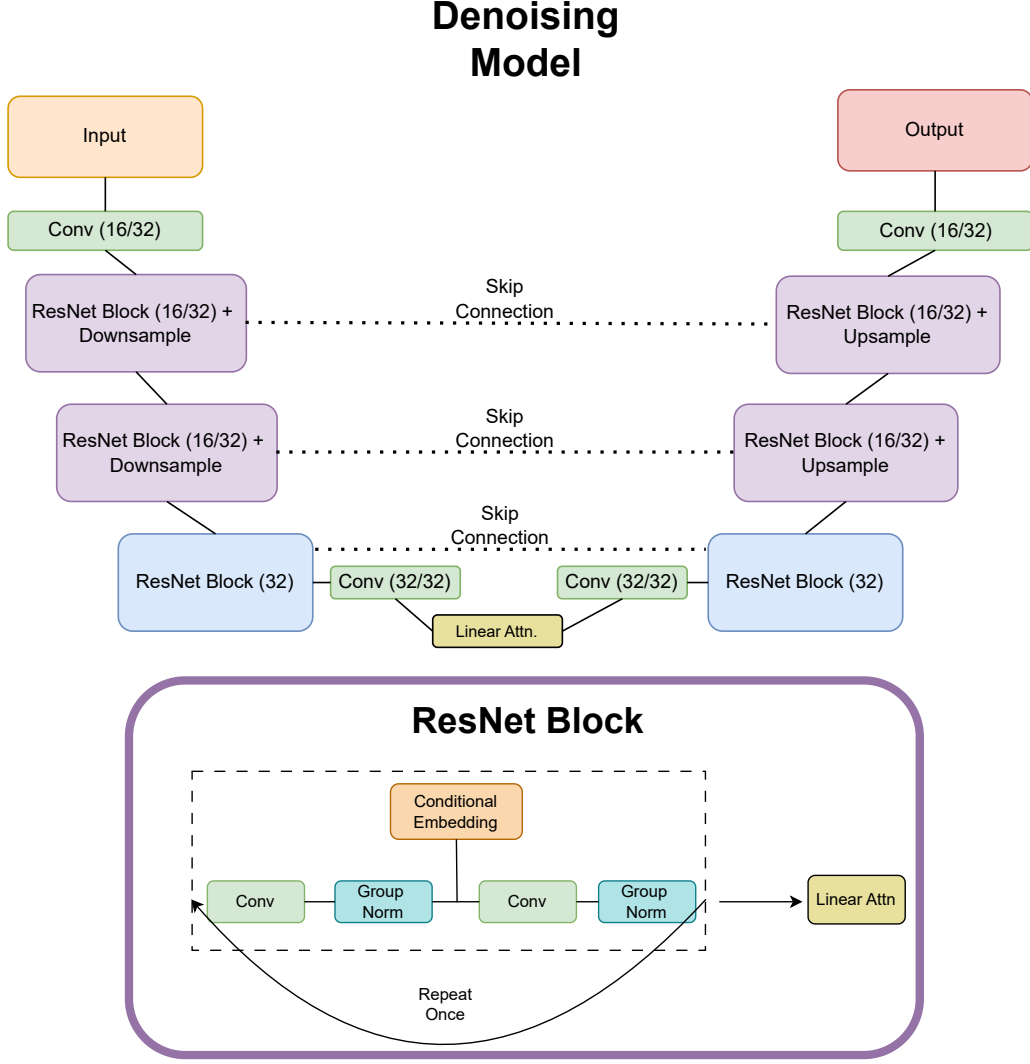 Denoising
Model
Input
Output
Conv (16/32)
Conv (16/32)
ResNet Block (16/32) +
Downsample
Skip
Connection
ResNet Block (16/32) +
Upsample
ResNet Block (16/32) +
Downsample
Skip
Connection
ResNet Block (16/32) +
Upsample
Skip
Connection
ResNet Block (32)
Conv (32/32)
Conv (32/32)
ResNet Block (32)
Linear Attn.
ResNet Block
Conditional
Embedding
Conv
Group
Norm
Conv
Group
Norm
Linear Attn
Repeat
Once